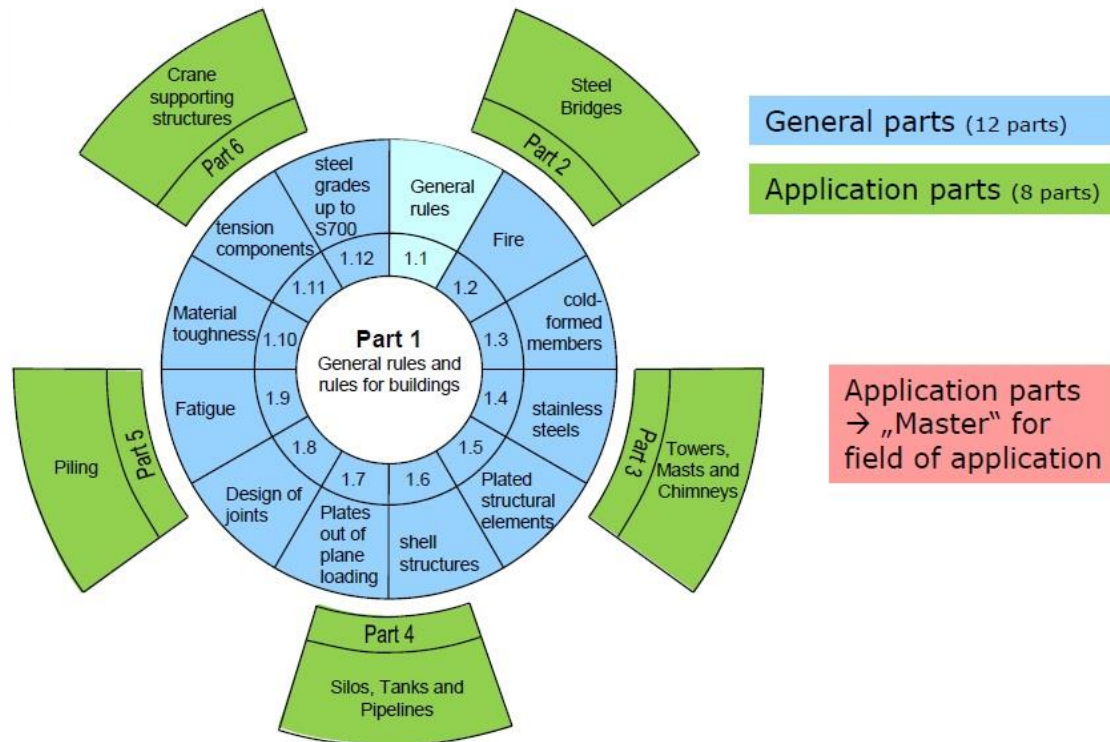 Crane
supporting
structures
Part 6
Steel
Bridges
Part 2
General parts (12 parts)
Application parts (8 parts)
steel
grades
up to
S700
1.12
General
rules
1.1
Fire
1.2
cold-
formed
members
1.3
stainless
steels
1.4
Plated
structural
elements
1.5
shell
structures
1.6
Plates
out of
plane
loading
1.7
Design of
joints
1.8
Fatigue
1.9
Material
toughness
1.10
tension
components
1.11
Part 1
General rules and
rules for buildings
Part 3
Towers,
Masts and
Chimneys
Application parts
→ „Master“ for
field of application
Part 5
Piling
Part 4
Silos, Tanks and
Pipelines